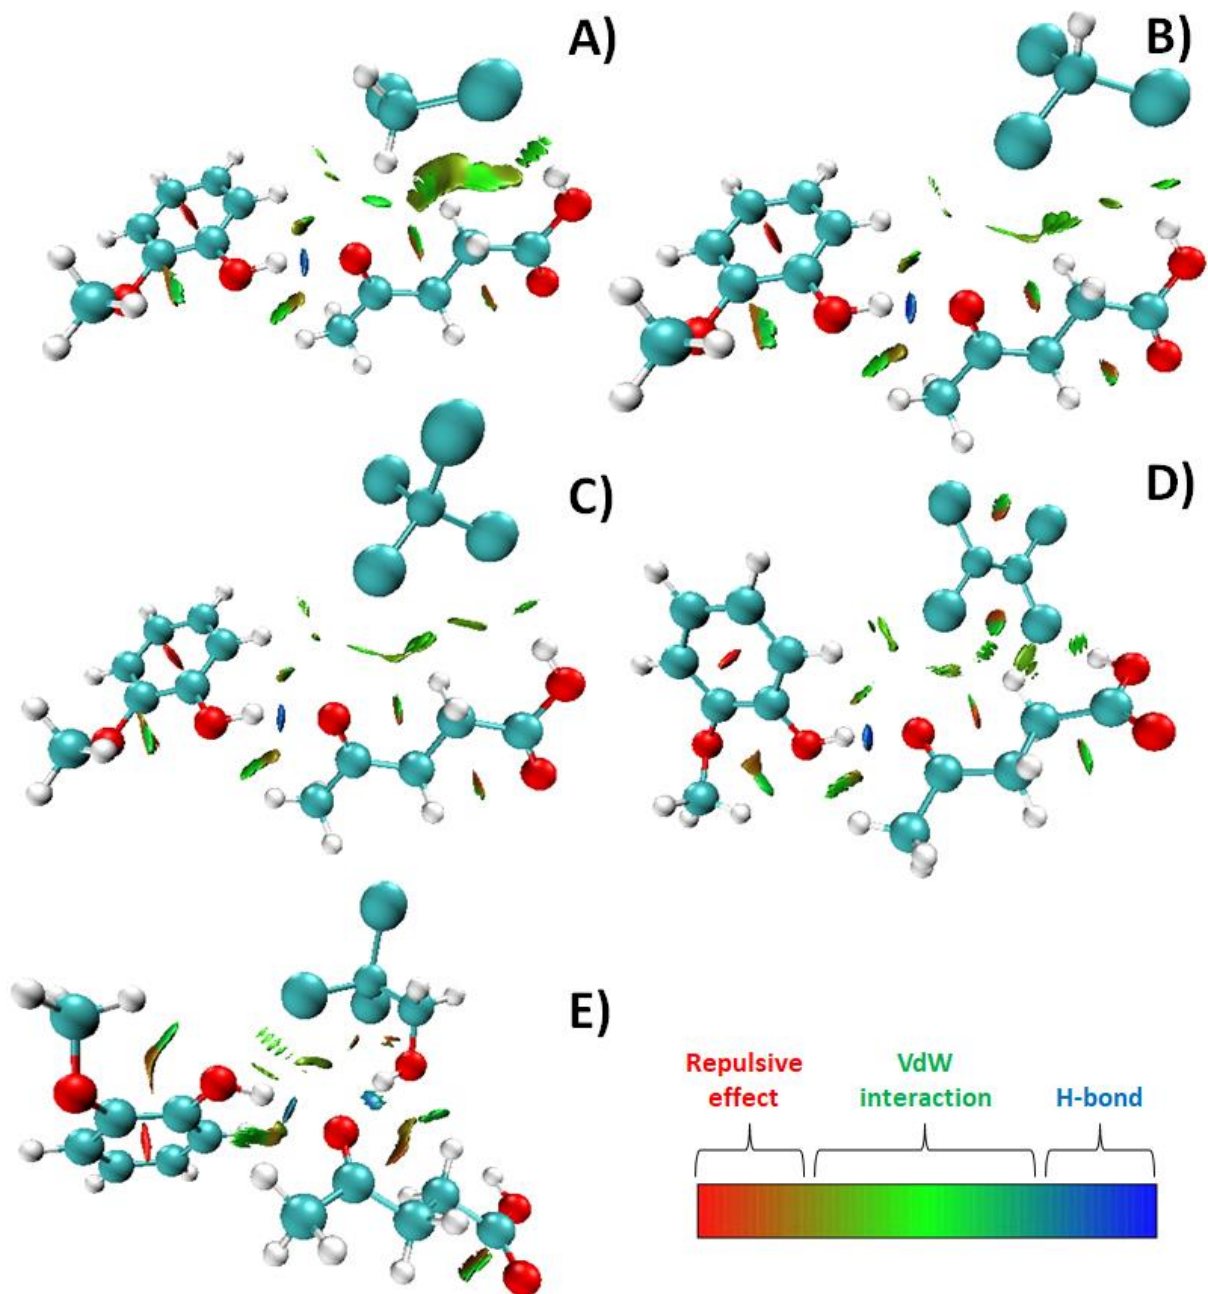 A)
B)
C)
D)
E)
Repulsive effect
VdW interaction
H-bond